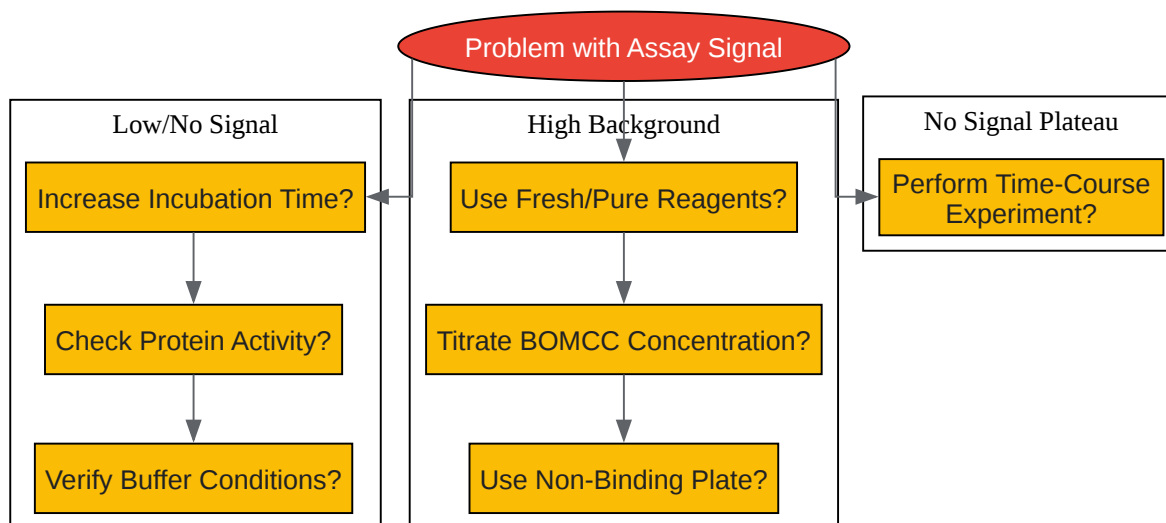 Problem with Assay Signal
Low/No Signal
Increase Incubation Time?
Check Protein Activity?
Verify Buffer Conditions?
High Background
Use Fresh/Pure Reagents?
Titrate BOMCC Concentration?
Use Non-Binding Plate?
No Signal Plateau
Perform Time-Course
Experiment?